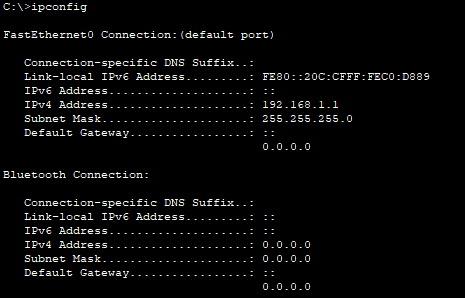 C:\>ipconfig
FastEthernet0 Connection:(default port)
Connection-specific DNS Suffix..:
Link-local IPv6 Address.........: FE80::20C:CFFF:FEC0:D889
IPv6 Address....................: ::
IPv4 Address....................: 192.168.1.1
Subnet Mask.....................: 255.255.255.0
Default Gateway.................: ::
0.0.0.0
Bluetooth Connection:
Connection-specific DNS Suffix..:
Link-local IPv6 Address.........: ::
IPv6 Address....................: ::
IPv4 Address....................: 0.0.0.0
Subnet Mask.....................: 0.0.0.0
Default Gateway.................: ::
0.0.0.0